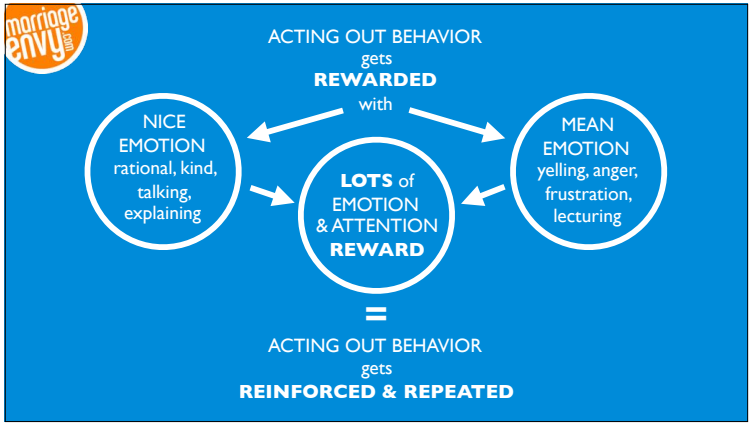 marriage
envy.com
ACTING OUT BEHAVIOR
gets
REWARDED
with
NICE
EMOTION
rational, kind,
talking,
explaining
LOTS of
EMOTION
& ATTENTION
REWARD
MEAN
EMOTION
yelling, anger,
frustration,
lecturing
=
ACTING OUT BEHAVIOR
gets
REINFORCED & REPEATED